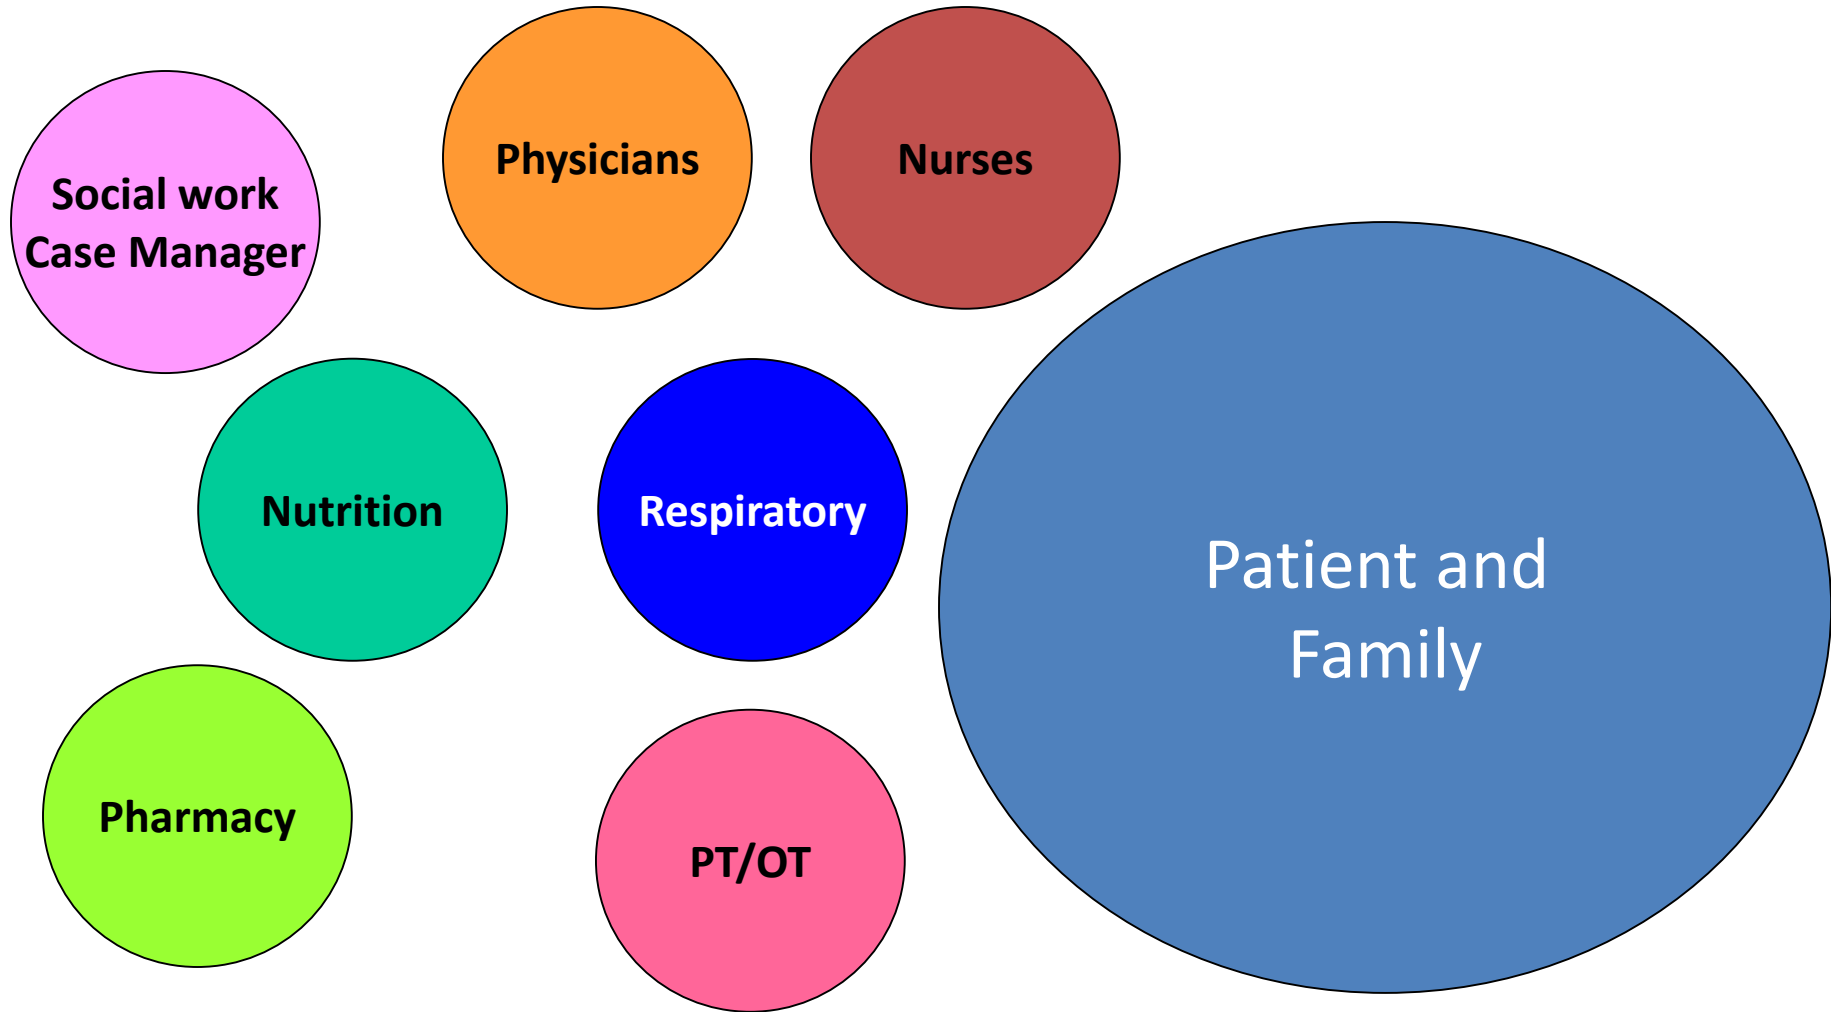 Physicians
Nurses
Social work
Case Manager
Nutrition
Respiratory
Patient and
Family
Pharmacy
PT/OT